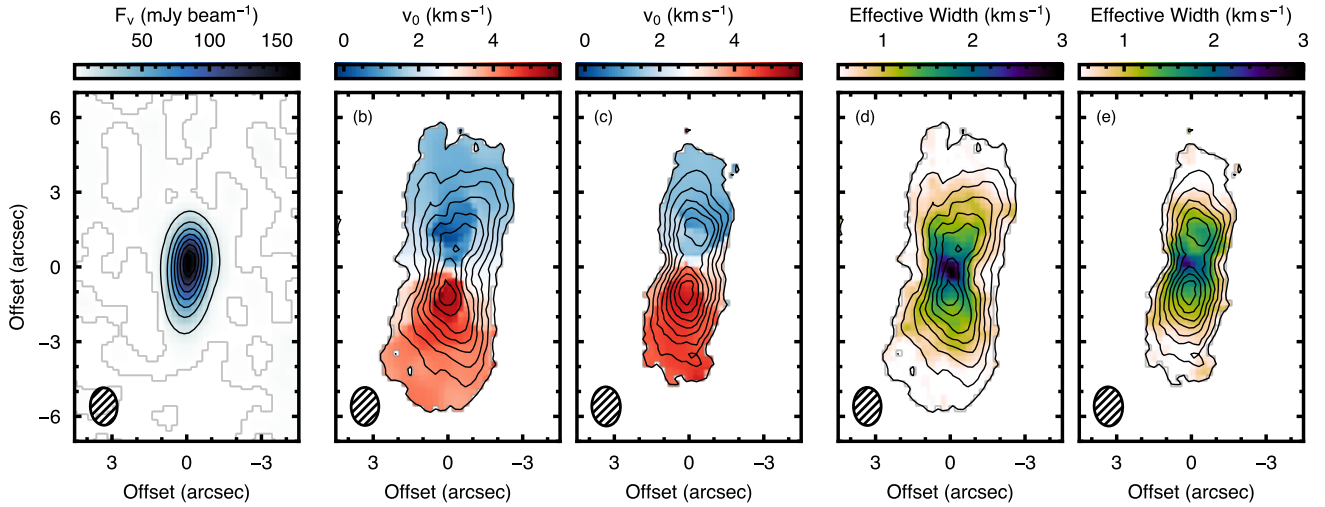 F_ν (mJy beam⁻¹)
v₀ (km s⁻¹)
v₀ (km s⁻¹)
Effective Width (km s⁻¹)
Effective Width (km s⁻¹)
50 100 150
0 2 4
0 2 4
1 2 3
1 2 3
(b)
(c)
(d)
(e)
6
3
0
−3
−6
Offset (arcsec)
3 0 −3
3 0 −3
3 0 −3
3 0 −3
3 0 −3
Offset (arcsec)
Offset (arcsec)
Offset (arcsec)
Offset (arcsec)
Offset (arcsec)